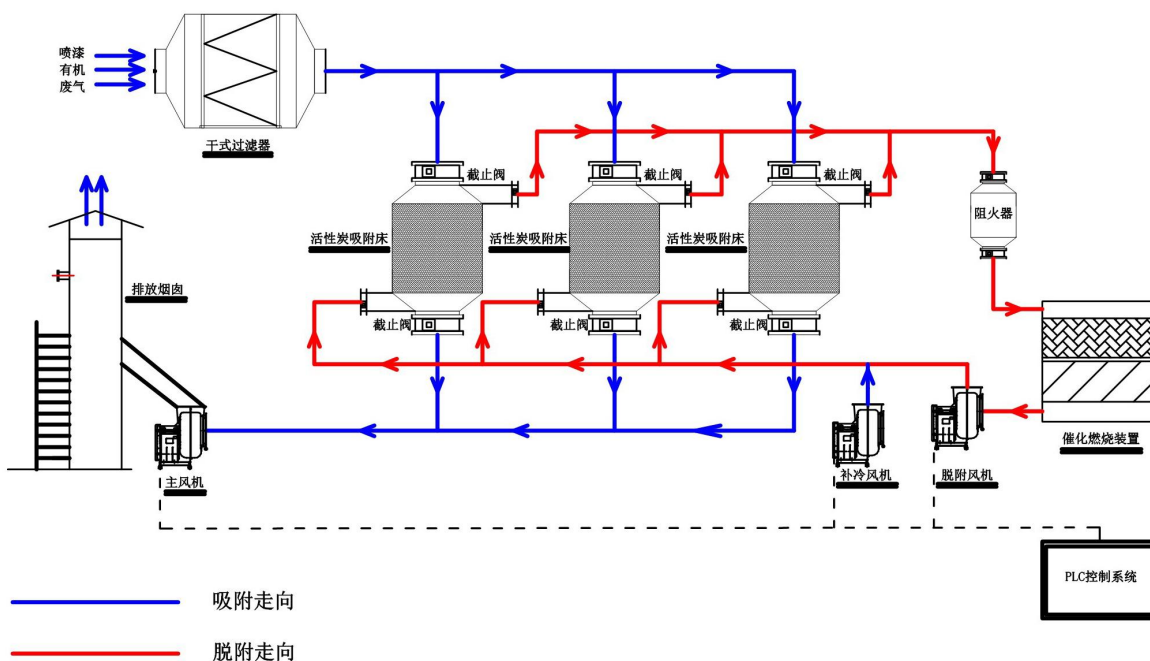 喷漆
有机
废气
干式过滤器
截止阀
截止阀
截止阀
阻火器
活性炭吸附床
活性炭吸附床
活性炭吸附床
排放烟囱
截止阀
截止阀
截止阀
催化燃烧装置
主风机
补冷风机
脱附风机
PLC控制系统
吸附走向
脱附走向